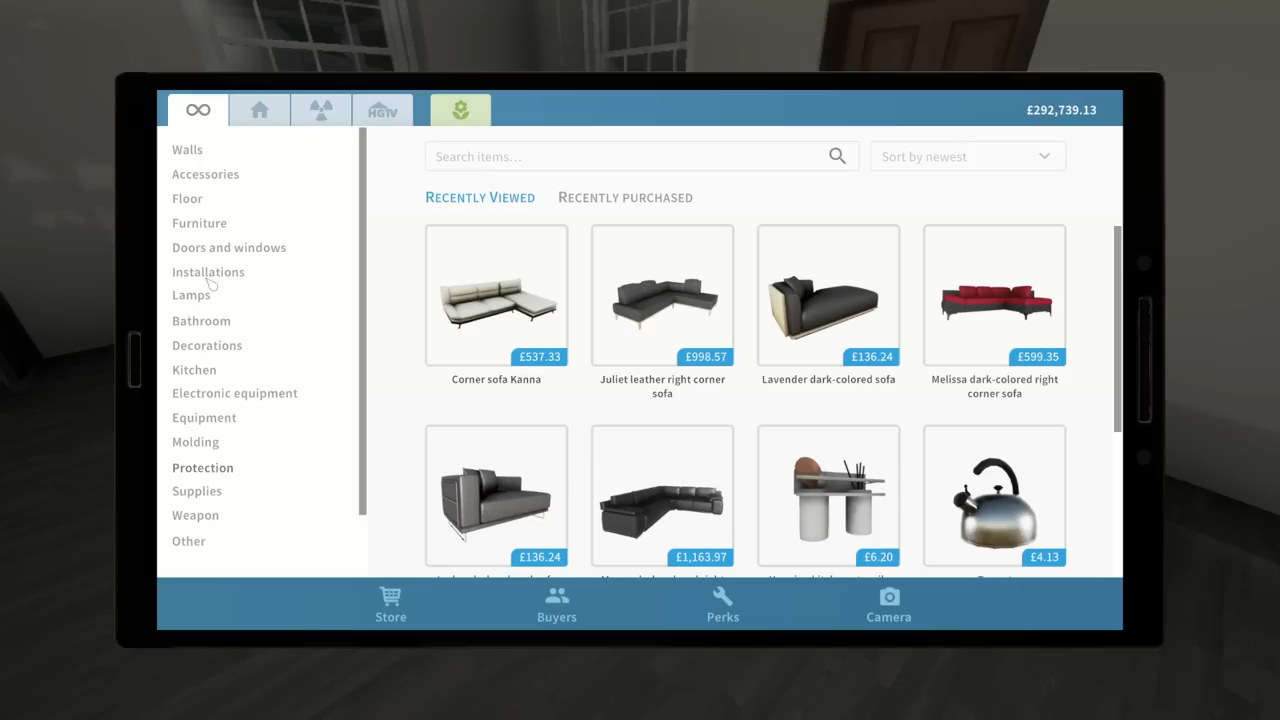 HGTV
£292,739.13
Walls
Accessories
Floor
Furniture
Doors and windows
Installations
Lamps
Bathroom
Decorations
Kitchen
Electronic equipment
Equipment
Molding
Protection
Supplies
Weapon
Other
Search items...
Sort by newest
RECENTLY VIEWED
RECENTLY PURCHASED
£537.33
£998.57
£136.24
£599.35
Corner sofa Kanna
Juliet leather right corner
sofa
Lavender dark-colored sofa
Melissa dark-colored right
corner sofa
£136.24
£1,163.97
£6.20
£4.13
Store
Buyers
Perks
Camera